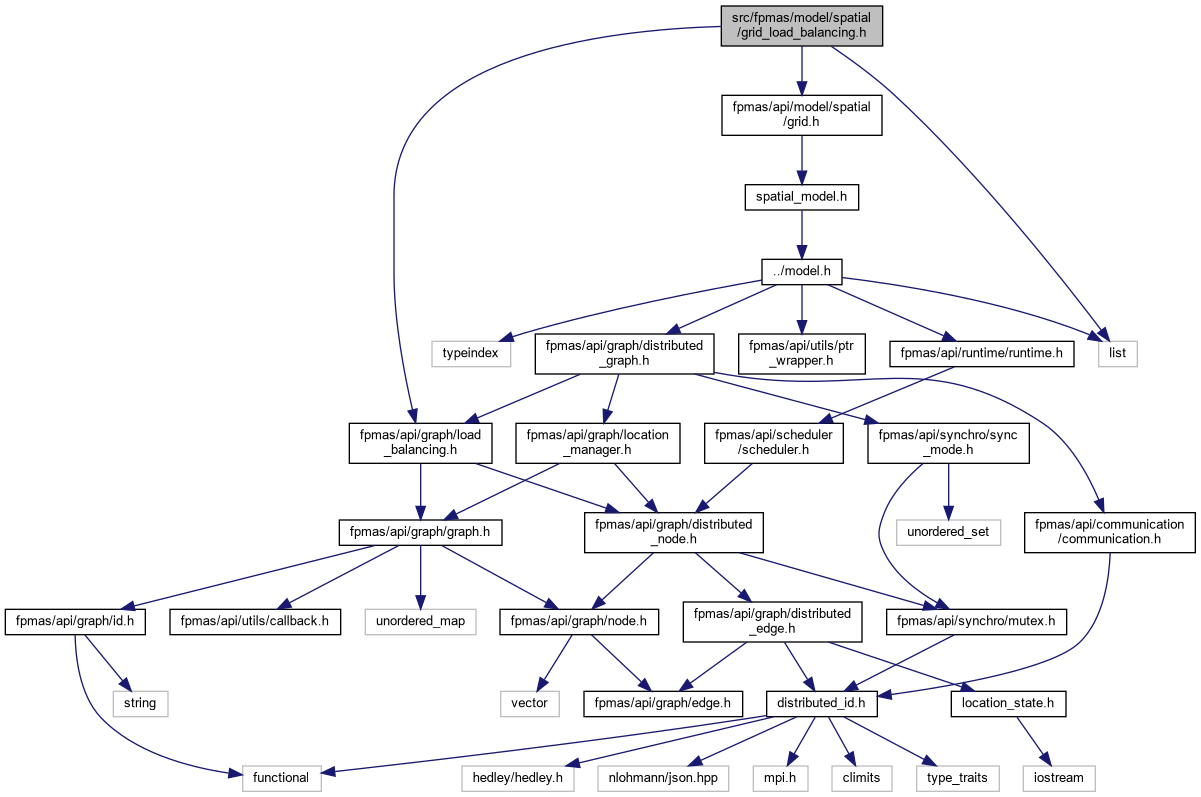 src/fpmas/model/spatial
/grid_load_balancing.h
fpmas/api/model/spatial
/grid.h
spatial_model.h
../model.h
typeindex
fpmas/api/graph/distributed
_graph.h
fpmas/api/utils/ptr
_wrapper.h
fpmas/api/runtime/runtime.h
list
fpmas/api/graph/load
_balancing.h
fpmas/api/graph/location
_manager.h
fpmas/api/scheduler
/scheduler.h
fpmas/api/synchro/sync
_mode.h
fpmas/api/graph/graph.h
fpmas/api/graph/distributed
_node.h
unordered_set
fpmas/api/communication
/communication.h
fpmas/api/graph/id.h
fpmas/api/utils/callback.h
unordered_map
fpmas/api/graph/node.h
fpmas/api/graph/distributed
_edge.h
fpmas/api/synchro/mutex.h
string
vector
fpmas/api/graph/edge.h
distributed_id.h
location_state.h
functional
hedley/hedley.h
nlohmann/json.hpp
mpi.h
climits
type_traits
iostream